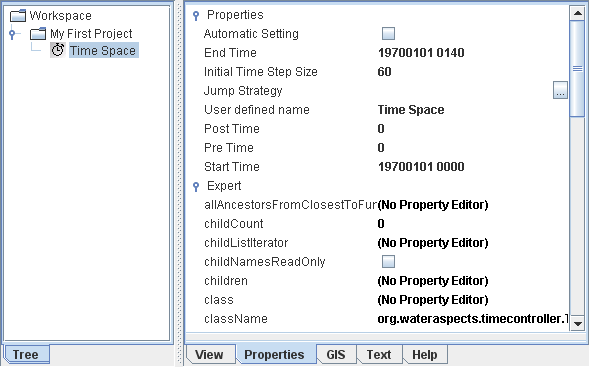 Workspace
My First Project
Time Space
Tree
Properties
Automatic Setting
End Time 19700101 0140
Initial Time Step Size 60
Jump Strategy ...
User defined name Time Space
Post Time 0
Pre Time 0
Start Time 19700101 0000
Expert
allAncestorsFromClosestToFur (No Property Editor)
childCount 0
childListIterator (No Property Editor)
childNamesReadOnly
children (No Property Editor)
class (No Property Editor)
className org.wateraspects.timecontroller.T
View Properties GIS Text Help